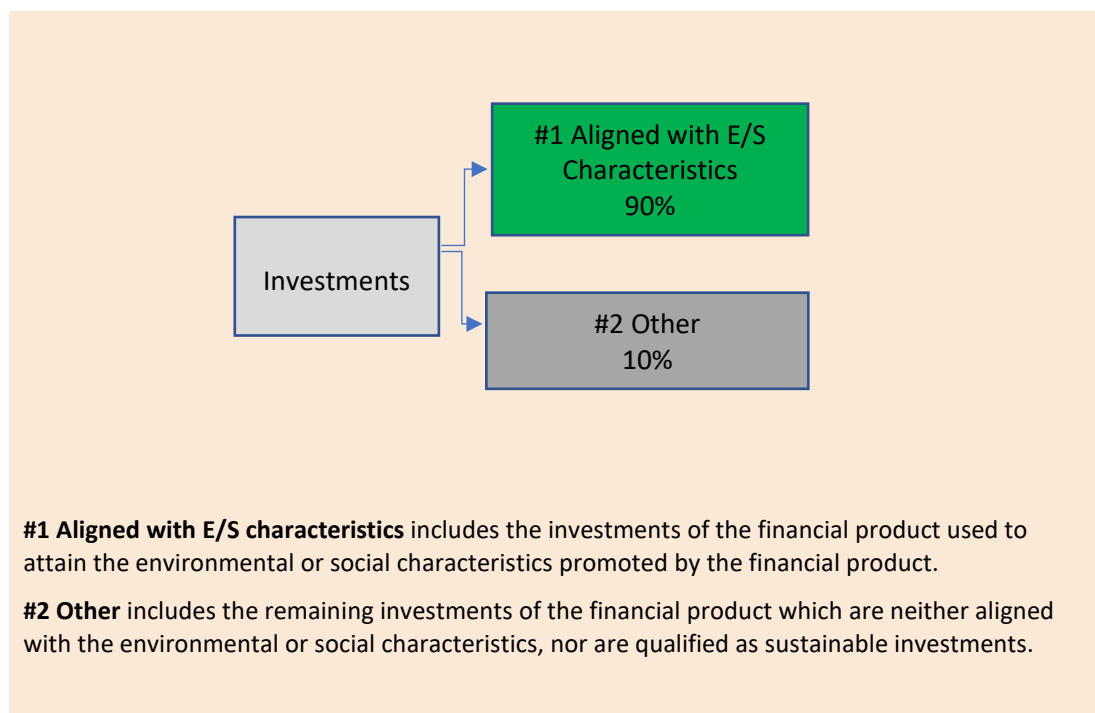 #1 Aligned with E/S
Characteristics
90%
Investments
#2 Other
10%
#1 Aligned with E/S characteristics includes the investments of the financial product used to
attain the environmental or social characteristics promoted by the financial product.
#2 Other includes the remaining investments of the financial product which are neither aligned
with the environmental or social characteristics, nor are qualified as sustainable investments.